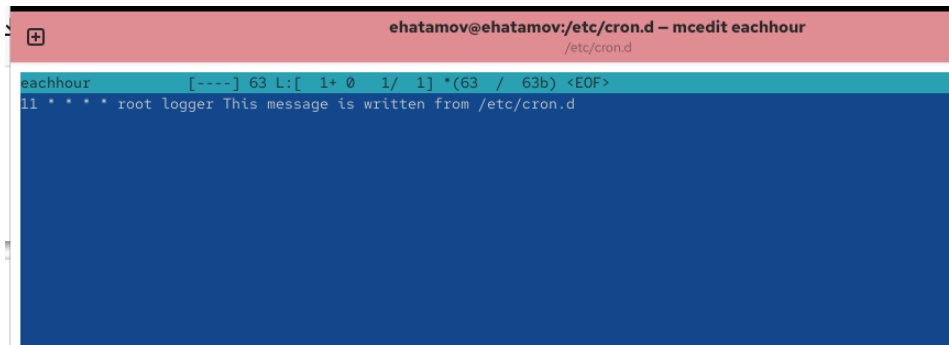 ehatamov@ehatamov:/etc/cron.d — mcedit eachhour
/etc/cron.d
eachhour [----] 63 L:[ 1+ 0 1/ 1] *(63 / 63b) <EOF>
11 * * * * root logger This message is written from /etc/cron.d